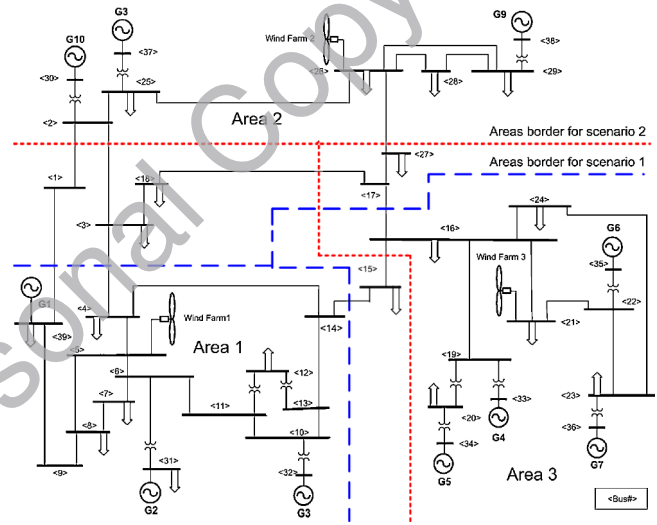 G10
G3
G9
Wind Farm 2
<37>
<38>
<30>
<25>
<26>
<28>
<29>
<2>
Area 2
Areas border for scenario 2
<27>
Areas border for scenario 1
<1>
<18>
<17>
<24>
<3>
<16>
G6
Wind Farm 3
<35>
<15>
G1
<4>
Wind Farm1
<22>
<14>
<21>
<39>
Area 1
<5>
<19>
<6>
<12>
<7>
<23>
<33>
<13>
<11>
<20>
<8>
<10>
<36>
G4
<34>
<31>
<9>
<32>
G7
G5
Area 3
G2
G3
<Bus#>
sonal Copy